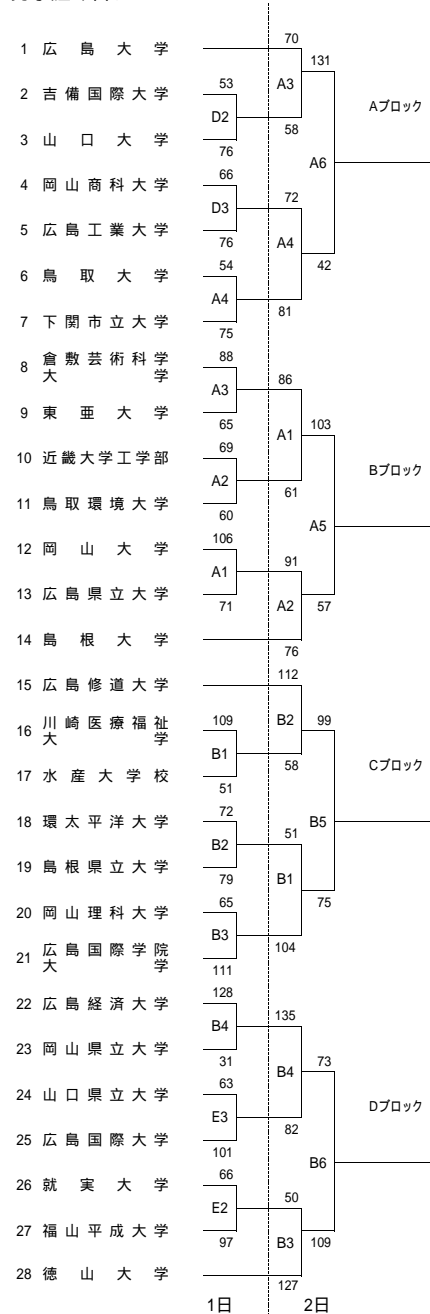 1 広島大学
2 吉備国際大学
3 山口大学
4 岡山商科大学
5 広島工業大学
6 鳥取大学
7 下関市立大学
8 倉敷芸術科学
大学
9 東亜大学
10 近畿大学工学部
11 鳥取環境大学
12 岡山大学
13 広島県立大学
14 島根大学
15 広島修道大学
16 川崎医療福祉
大学
17 水産大学校
18 環太平洋大学
19 島根県立大学
20 岡山理科大学
21 広島国際学院
大学
22 広島経済大学
23 岡山県立大学
24 山口県立大学
25 広島国際大学
26 就実大学
27 福山平成大学
28 徳山大学
53
D2
76
66
D3
76
54
A4
75
88
A3
65
69
A2
60
106
A1
71
109
B1
51
72
B2
79
65
B3
111
128
B4
31
63
E3
101
66
E2
97
1日
70
A3
58
72
A4
81
86
A1
61
91
A2
76
112
B2
58
51
B1
104
135
B4
82
50
B3
127
2日
131
A6
42
103
A5
57
99
B5
75
73
B6
109
Aブロック
Bブロック
Cブロック
Dブロック